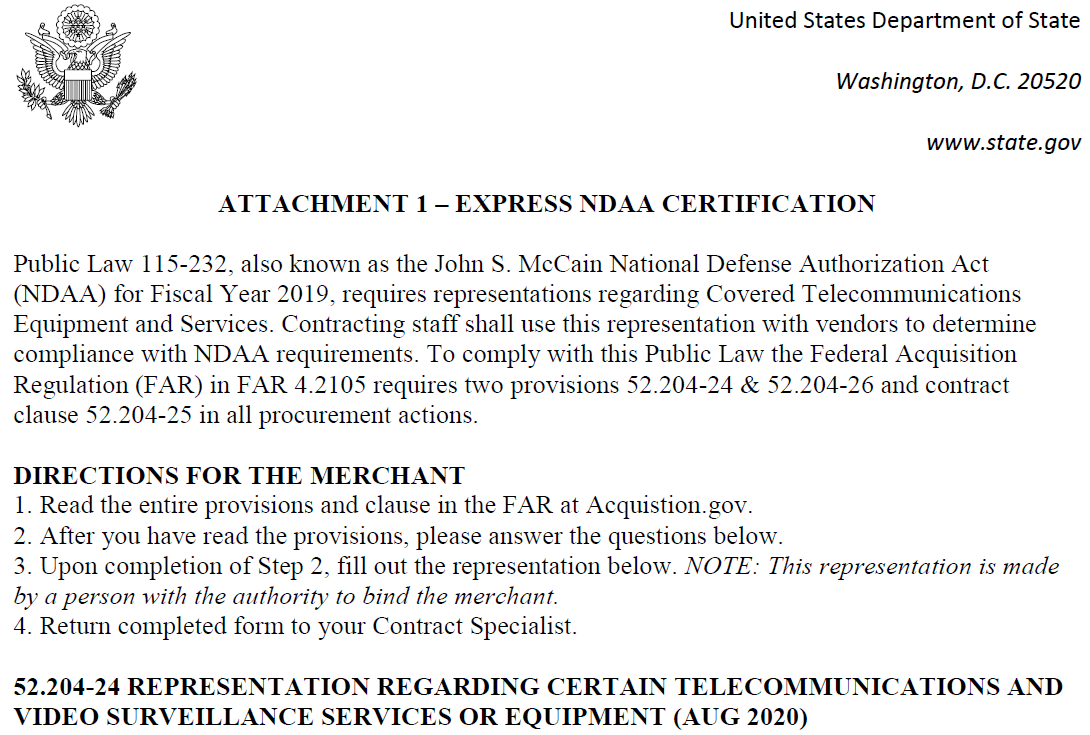 United States Department of State
Washington, D.C. 20520
www.state.gov
ATTACHMENT 1 – EXPRESS NDAA CERTIFICATION
Public Law 115-232, also known as the John S. McCain National Defense Authorization Act
(NDAA) for Fiscal Year 2019, requires representations regarding Covered Telecommunications
Equipment and Services. Contracting staff shall use this representation with vendors to determine
compliance with NDAA requirements. To comply with this Public Law the Federal Acquisition
Regulation (FAR) in FAR 4.2105 requires two provisions 52.204-24 & 52.204-26 and contract
clause 52.204-25 in all procurement actions.
DIRECTIONS FOR THE MERCHANT
1. Read the entire provisions and clause in the FAR at Acquistion.gov.
2. After you have read the provisions, please answer the questions below.
3. Upon completion of Step 2, fill out the representation below. NOTE: This representation is made
by a person with the authority to bind the merchant.
4. Return completed form to your Contract Specialist.
52.204-24 REPRESENTATION REGARDING CERTAIN TELECOMMUNICATIONS AND
VIDEO SURVEILLANCE SERVICES OR EQUIPMENT (AUG 2020)